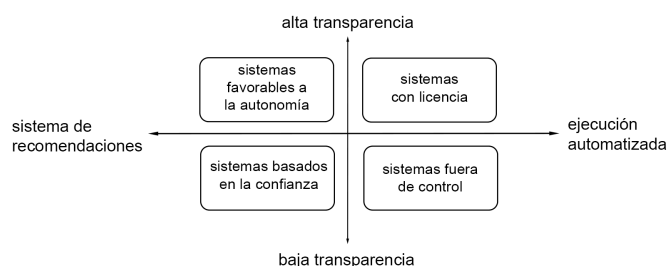 alta transparencia
sistemas
favorables a
la autonomía
sistemas
con licencia
sistema de
recomendaciones
ejecución
automatizada
sistemas basados
en la confianza
sistemas fuera
de control
baja transparencia